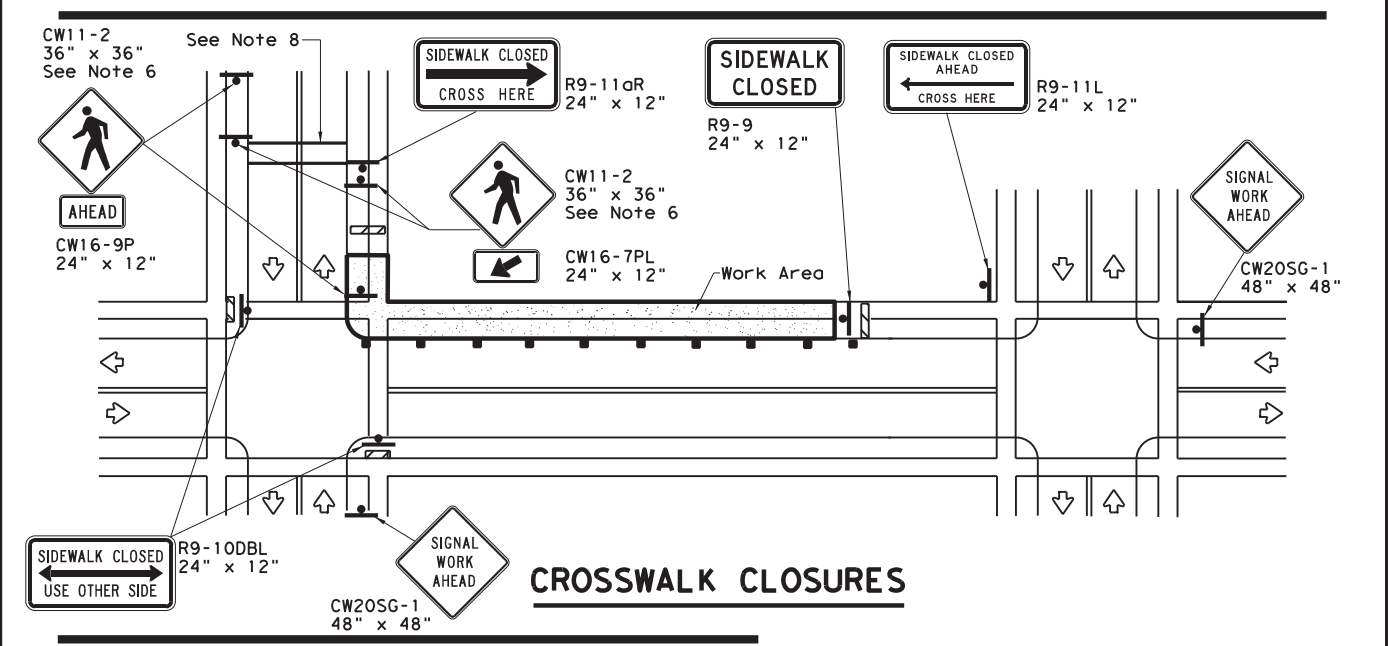 CW11-2
36" x 36"
See Note 6
AHEAD
CW16-9P
24" x 12"
See Note 8
SIDEWALK CLOSED
CROSS HERE
R9-11aR
24" x 12"
CW11-2
36" x 36"
See Note 6
CW16-7PL
24" x 12"
SIDEWALK
CLOSED
R9-9
24" x 12"
SIDEWALK CLOSED
AHEAD
CROSS HERE
R9-11L
24" x 12"
SIGNAL
WORK
AHEAD
CW20SG-1
48" x 48"
Work Area
SIDEWALK CLOSED
USE OTHER SIDE
R9-10DBL
24" x 12"
SIGNAL
WORK
AHEAD
CW20SG-1
48" x 48"
CROSSWALK CLOSURES